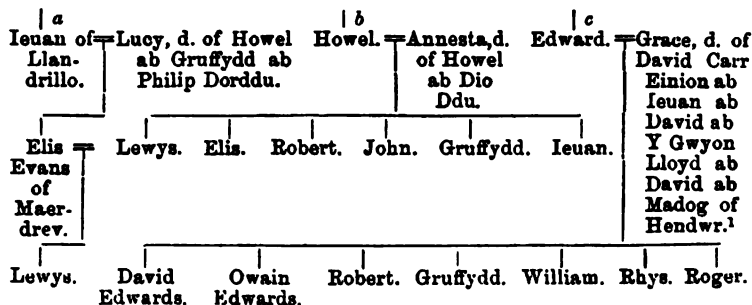 a b c
Ieuan of = Lucy, d. of Howel Howel. = Annesta, d. Edward. = Grace, d. of
Llan- ab Gruffydd ab of Howel David Carr
drillo. Philip Dorddu. ab Dio Einion ab
Ddu. Ieuan ab
David ab
Elis = Lewys. Elis. Robert. John. Gruffydd. Ieuan. Y Gwyon
Evans Lloyd ab
of David ab
Maer- Madog of
drev. Hendwr.¹
Lewys. David Owain Robert. Gruffydd. William. Rhys. Roger.
Edwards. Edwards.